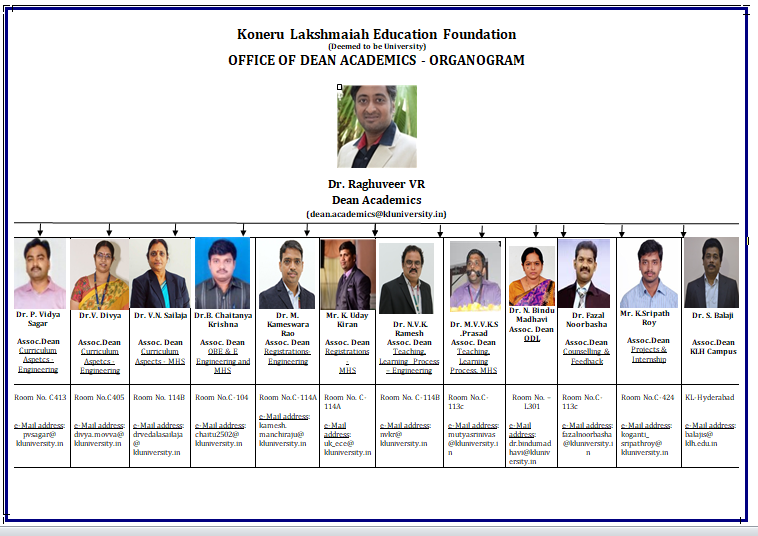 Koneru Lakshmaiah Education Foundation
(Deemed to be University)
OFFICE OF DEAN ACADEMICS - ORGANOGRAM
Dr. Raghuveer VR
Dean Academics
(dean.academics@kluniversity.in)
Dr. P. Vidya
Sagar
Assoc.Dean
Curriculum
Aspetcs -
Engineering
Room No. C413
e-Mail address:
pvsagar@
kluniversity.in
Dr.V. Divya
Assoc.Dean
Curriculum
Aspetcs -
Engineering
Room No.C405
e-Mail address:
divya.movva@
kluniversity.in
Dr. V.N. Sailaja
Assoc.Dean
Curriculum
Aspects - MHS
Room No. 114B
e-Mail address:
drvedalasailaja
@
kluniversity.in
Dr.B. Chaitanya
Krishna
Assoc.Dean
OBE & E
Engineering and
MHS
Room No.C-104
e-Mail address:
chaitu2502@
kluniversity.in
Dr. M.
Kameswara
Rao
Assoc. Dean
Registrations-
Engineering
Room No.C-114A
e-Mail address:
kamesh.
manchiraju@
kluniversity.in
Mr. K. Uday
Kiran
Assoc. Dean
Registrations
-
MHS
Room No. C-
114A
e-Mail
address:
uk_ece@
kluniversity.in
Dr. N.V.K.
Ramesh
Assoc. Dean
Teaching,
Learning Process
– Engineering
Room No. C-114B
e-Mail address:
nvkr@
kluniversity.in
Dr. M.V.V.K.S
.Prasad
Assoc. Dean
Teaching,
Learning
Process, MHS
Room No.C-
113c
e-Mail address:
mutyasrinivas
@kluniversity.i
n
Dr. N. Bindu
Madhavi
Assoc. Dean
ODL
Room No. –
L301
e-Mail
address:
dr.bindumad
havi@kluniv
ersity.in
Dr. Fazal
Noorbasha
Assoc.Dean
Counselling &
Feedback
Room No.C-
113c
e-Mail address:
fazalnoorbasha
@kluniversity.i
n
Mr. K.Sripath
Roy
Assoc.Dean
Projects &
Internship
Room No.C-424
e-Mail address:
koganti_
sripathroy@
kluniversity.in
Dr. S. Balaji
Assoc.Dean
KLH Campus
KL-Hyderabad
e-Mail address:
balajis@
klh.edu.in